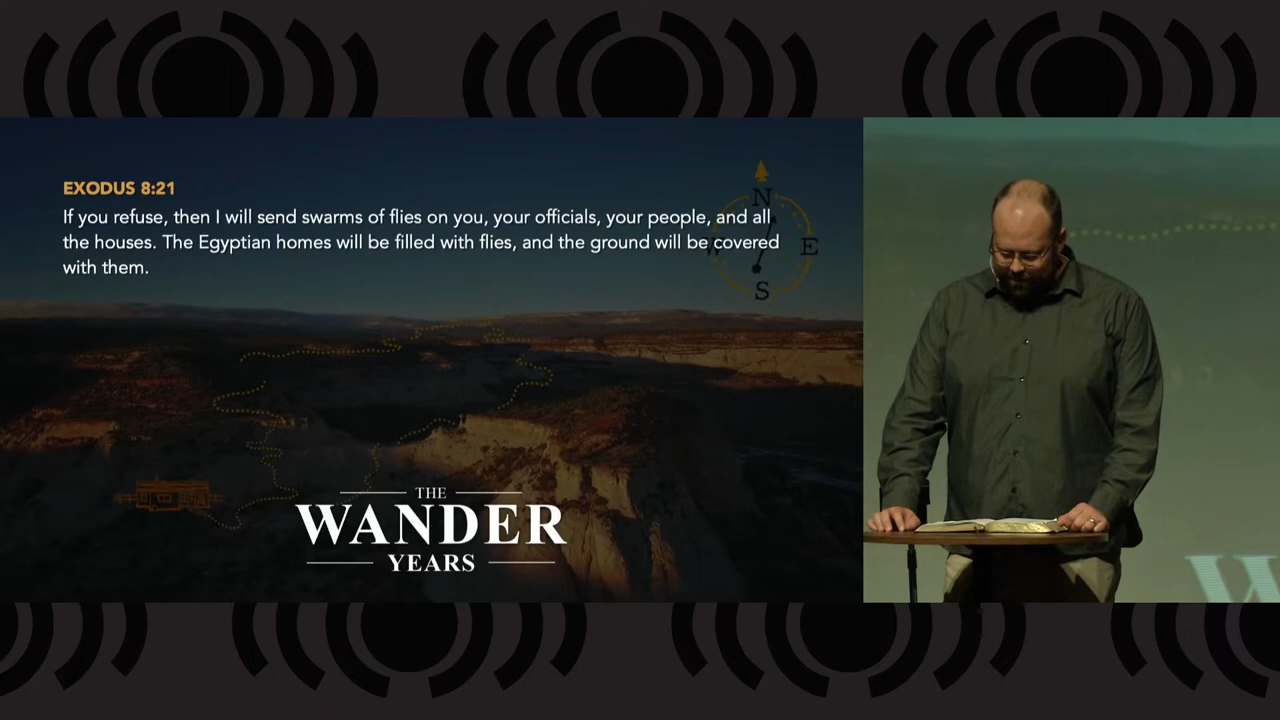 EXODUS 8:21
If you refuse, then I will send swarms of flies on you, your officials, your people, and all
the houses. The Egyptian homes will be filled with flies, and the ground will be covered
with them.
N
W
E
S
THE
WANDER
YEARS
W